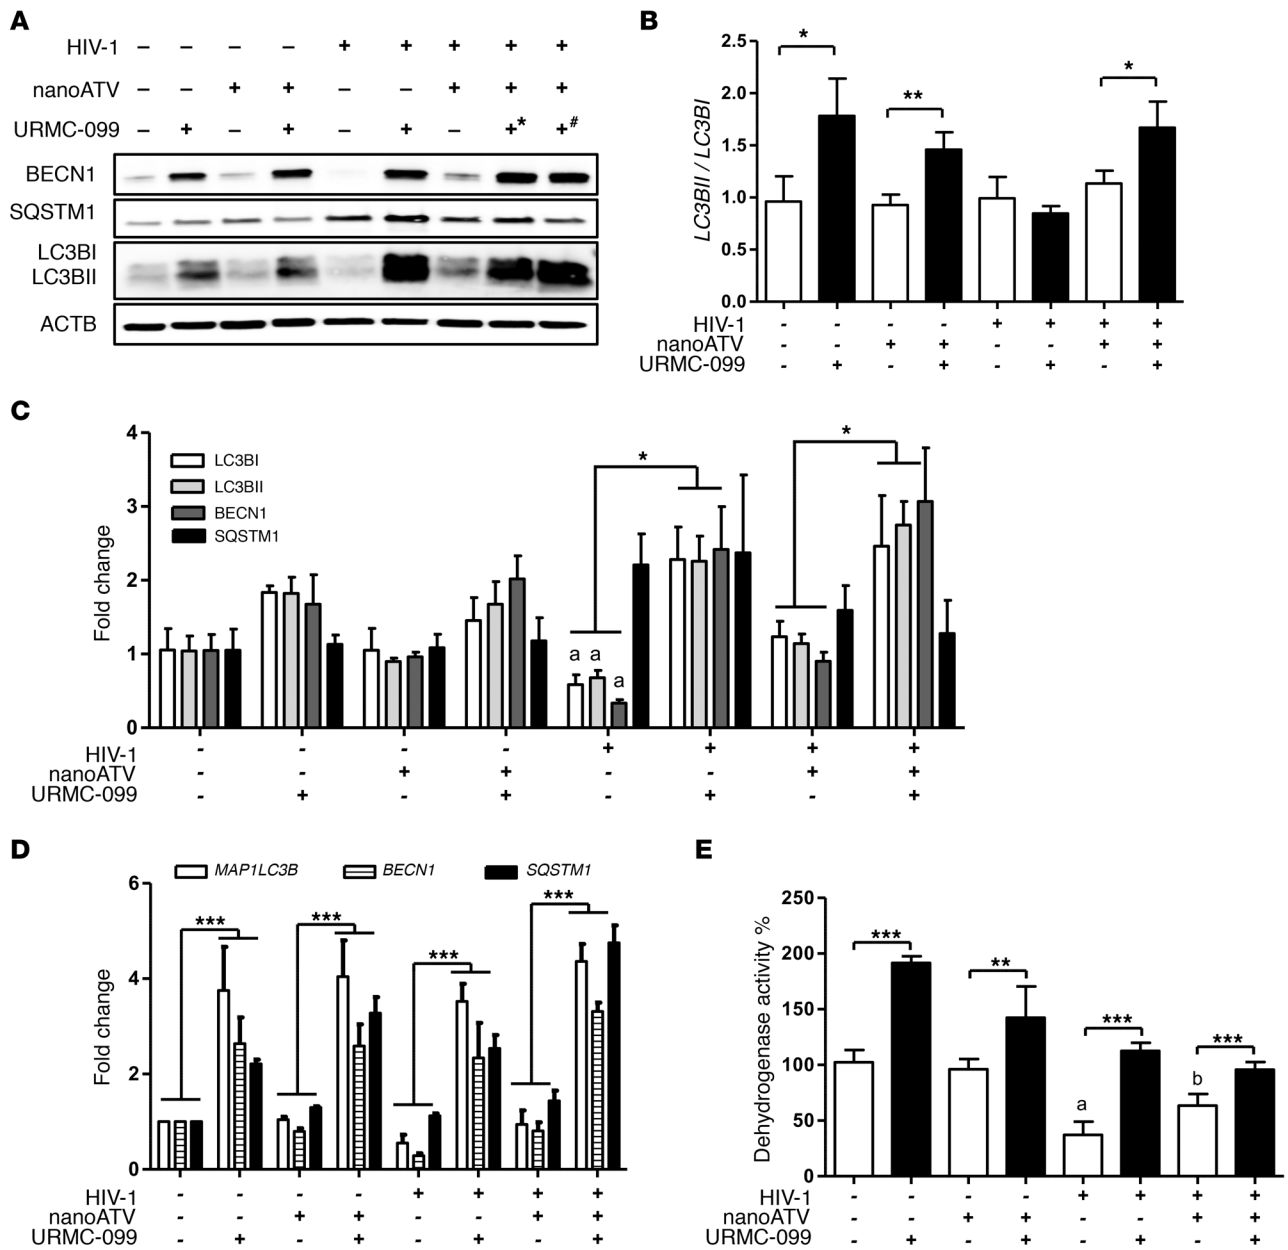 A
HIV-1 – – – – + + + + +
nanoATV – – + + – – + + +
URMC-099 – + – + – + – +* +#
BECN1
SQSTM1
LC3BI
LC3BII
ACTB
B
LC3BII / LC3BI
2.5
2.0
1.5
1.0
0.5
0.0
* ** *
HIV-1 - - - - + + + +
nanoATV - - + + - - + +
URMC-099 - + - + - + - +
C
Fold change
4
3
2
1
0
LC3BI
LC3BII
BECN1
SQSTM1
* *
a a a
HIV-1 - - - - + + + +
nanoATV - - + + - - + +
URMC-099 - + - + - + - +
D
MAP1LC3B BECN1 SQSTM1
Fold change
6
4
2
0
*** *** *** ***
HIV-1 - - - - + + + +
nanoATV - - + + - - + +
URMC-099 - + - + - + - +
E
Dehydrogenase activity %
250
200
150
100
50
0
*** ** *** ***
a b
HIV-1 - - - - + + + +
nanoATV - - + + - - + +
URMC-099 - + - + - + - +